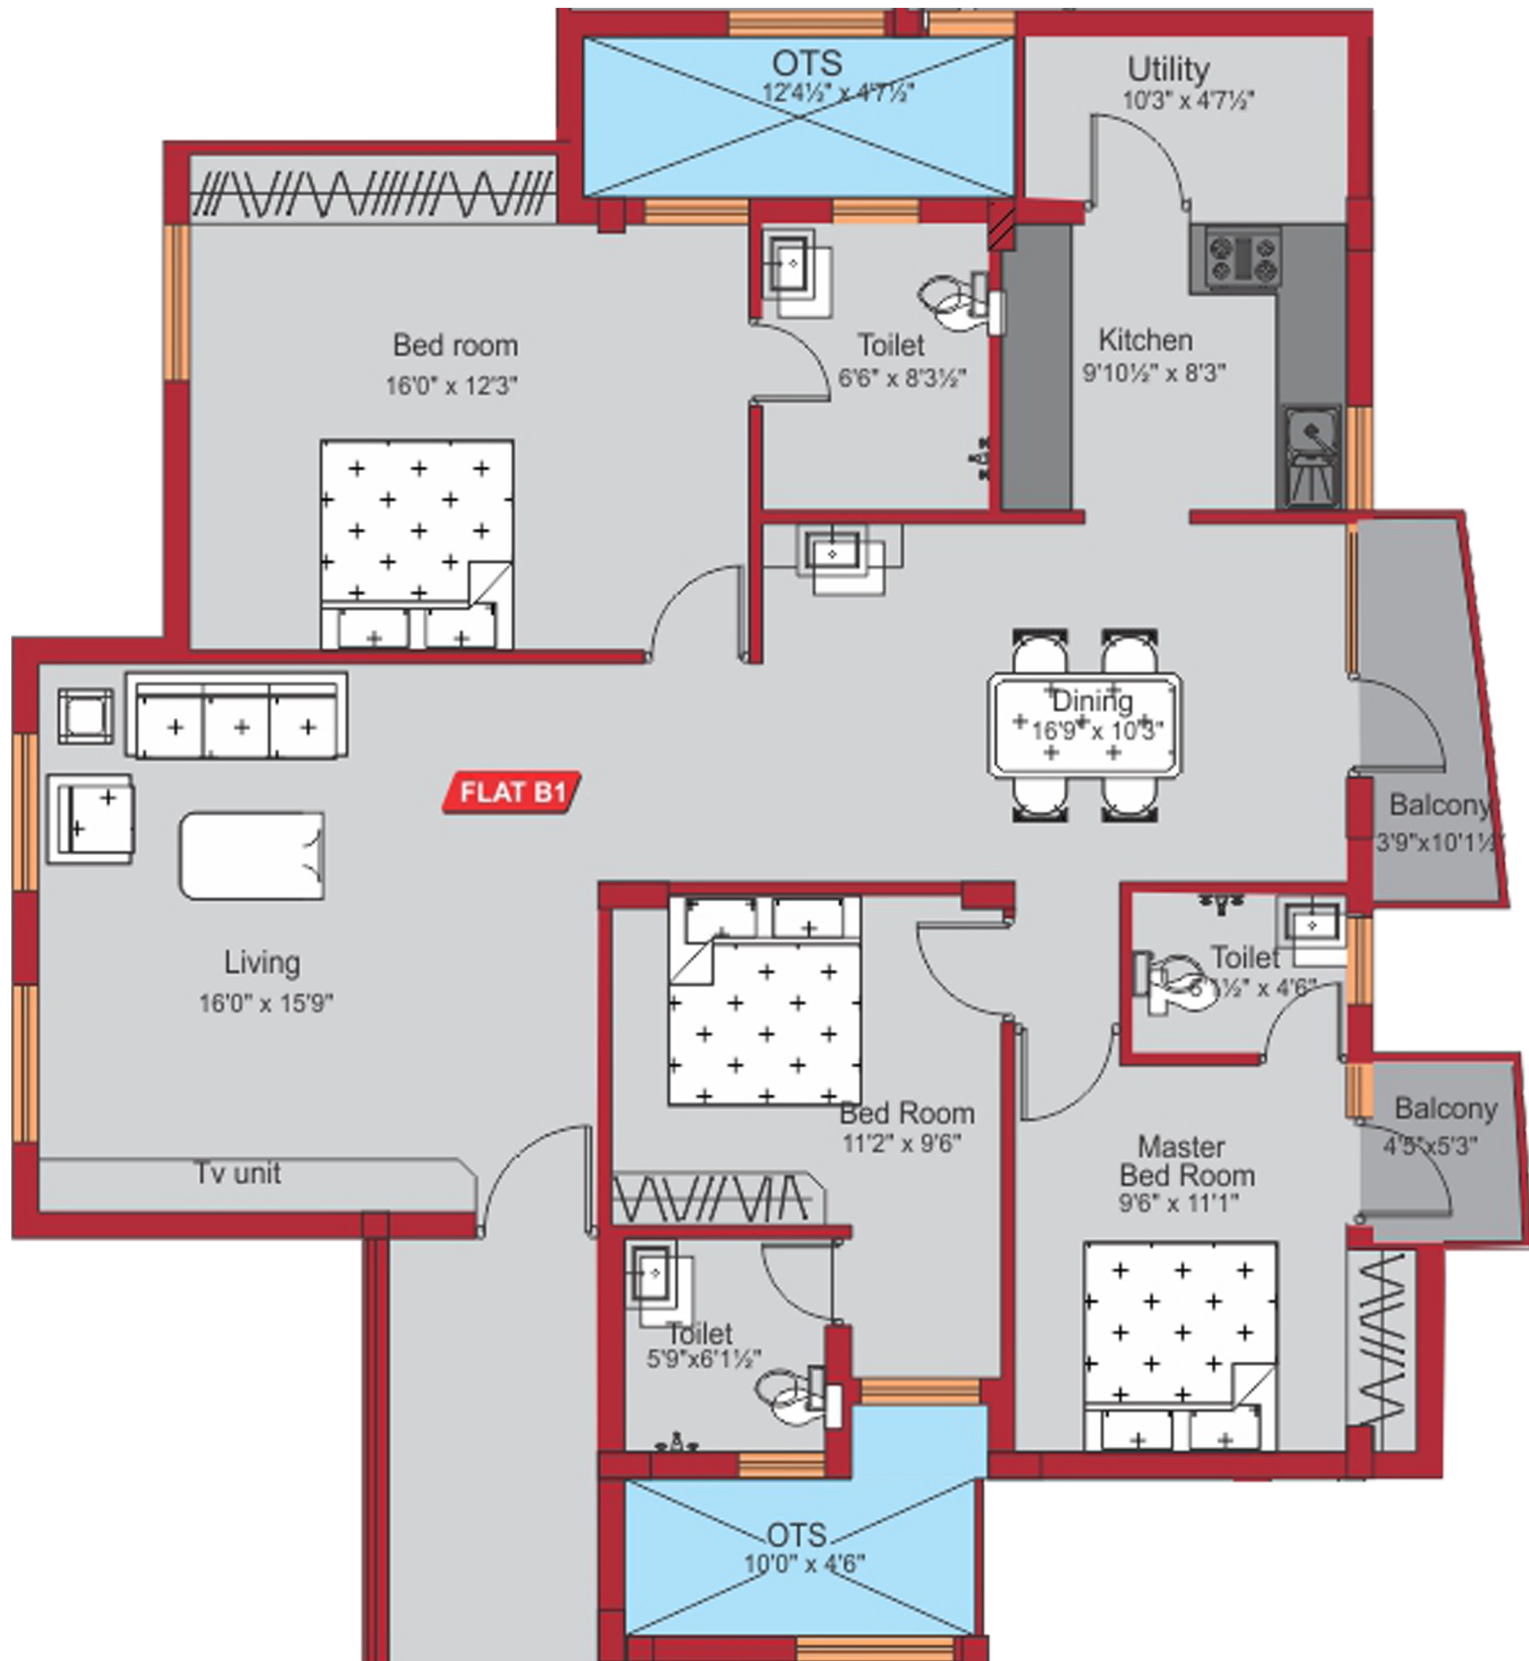 OTS
12'4½" x 4'7½"
Utility
10'3" x 4'7½"
Bed room
16'0" x 12'3"
Toilet
6'6" x 8'3½"
Kitchen
9'10½" x 8'3"
Dining
16'9" x 10'3"
FLAT B1
Balcony
3'9"x10'1½"
Living
16'0" x 15'9"
Toilet
x 4'6"
Bed Room
11'2" x 9'6"
Balcony
4'5"x5'3"
Master
Bed Room
9'6" x 11'1"
Tv unit
Toilet
5'9"x6'1½"
OTS
10'0" x 4'6"